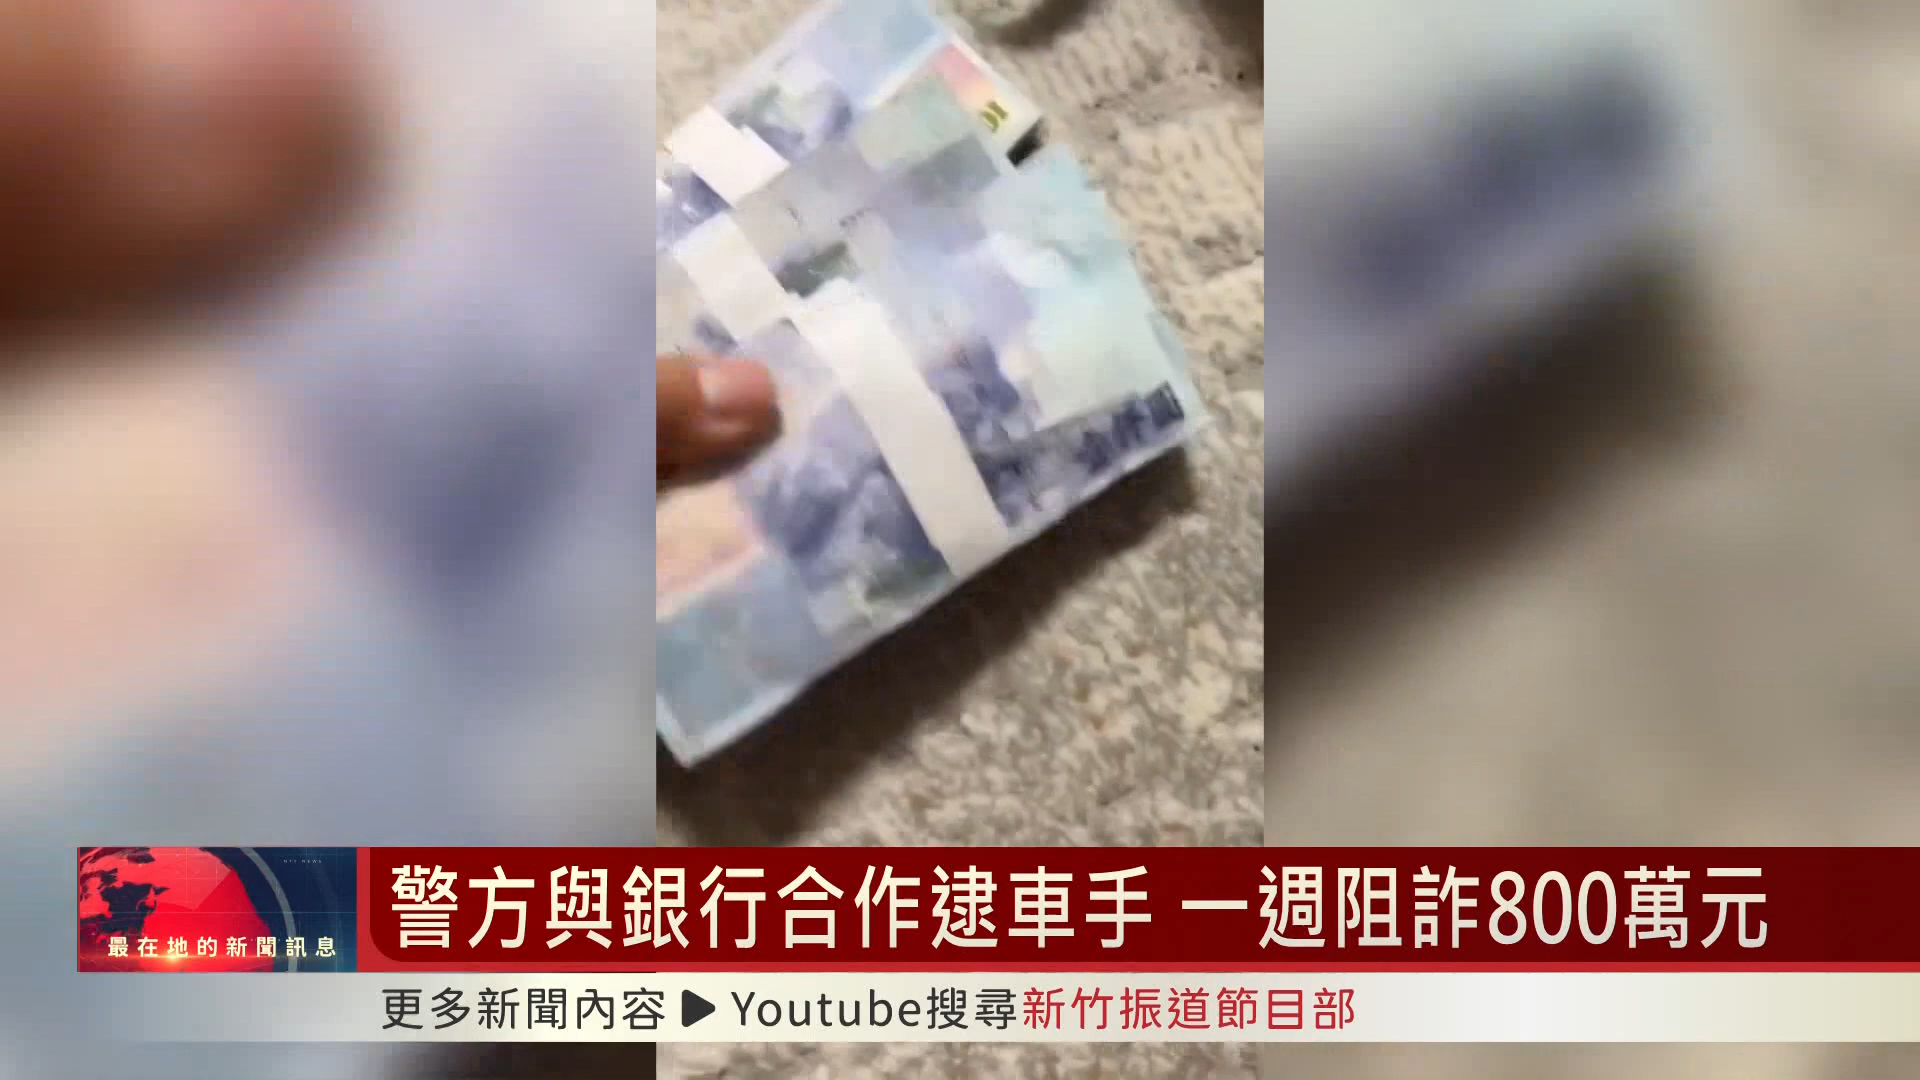 警方與銀行合作逮車手 一週阻詐800萬元
最在地的新聞訊息
更多新聞內容▶Youtube搜尋新竹振道節目部